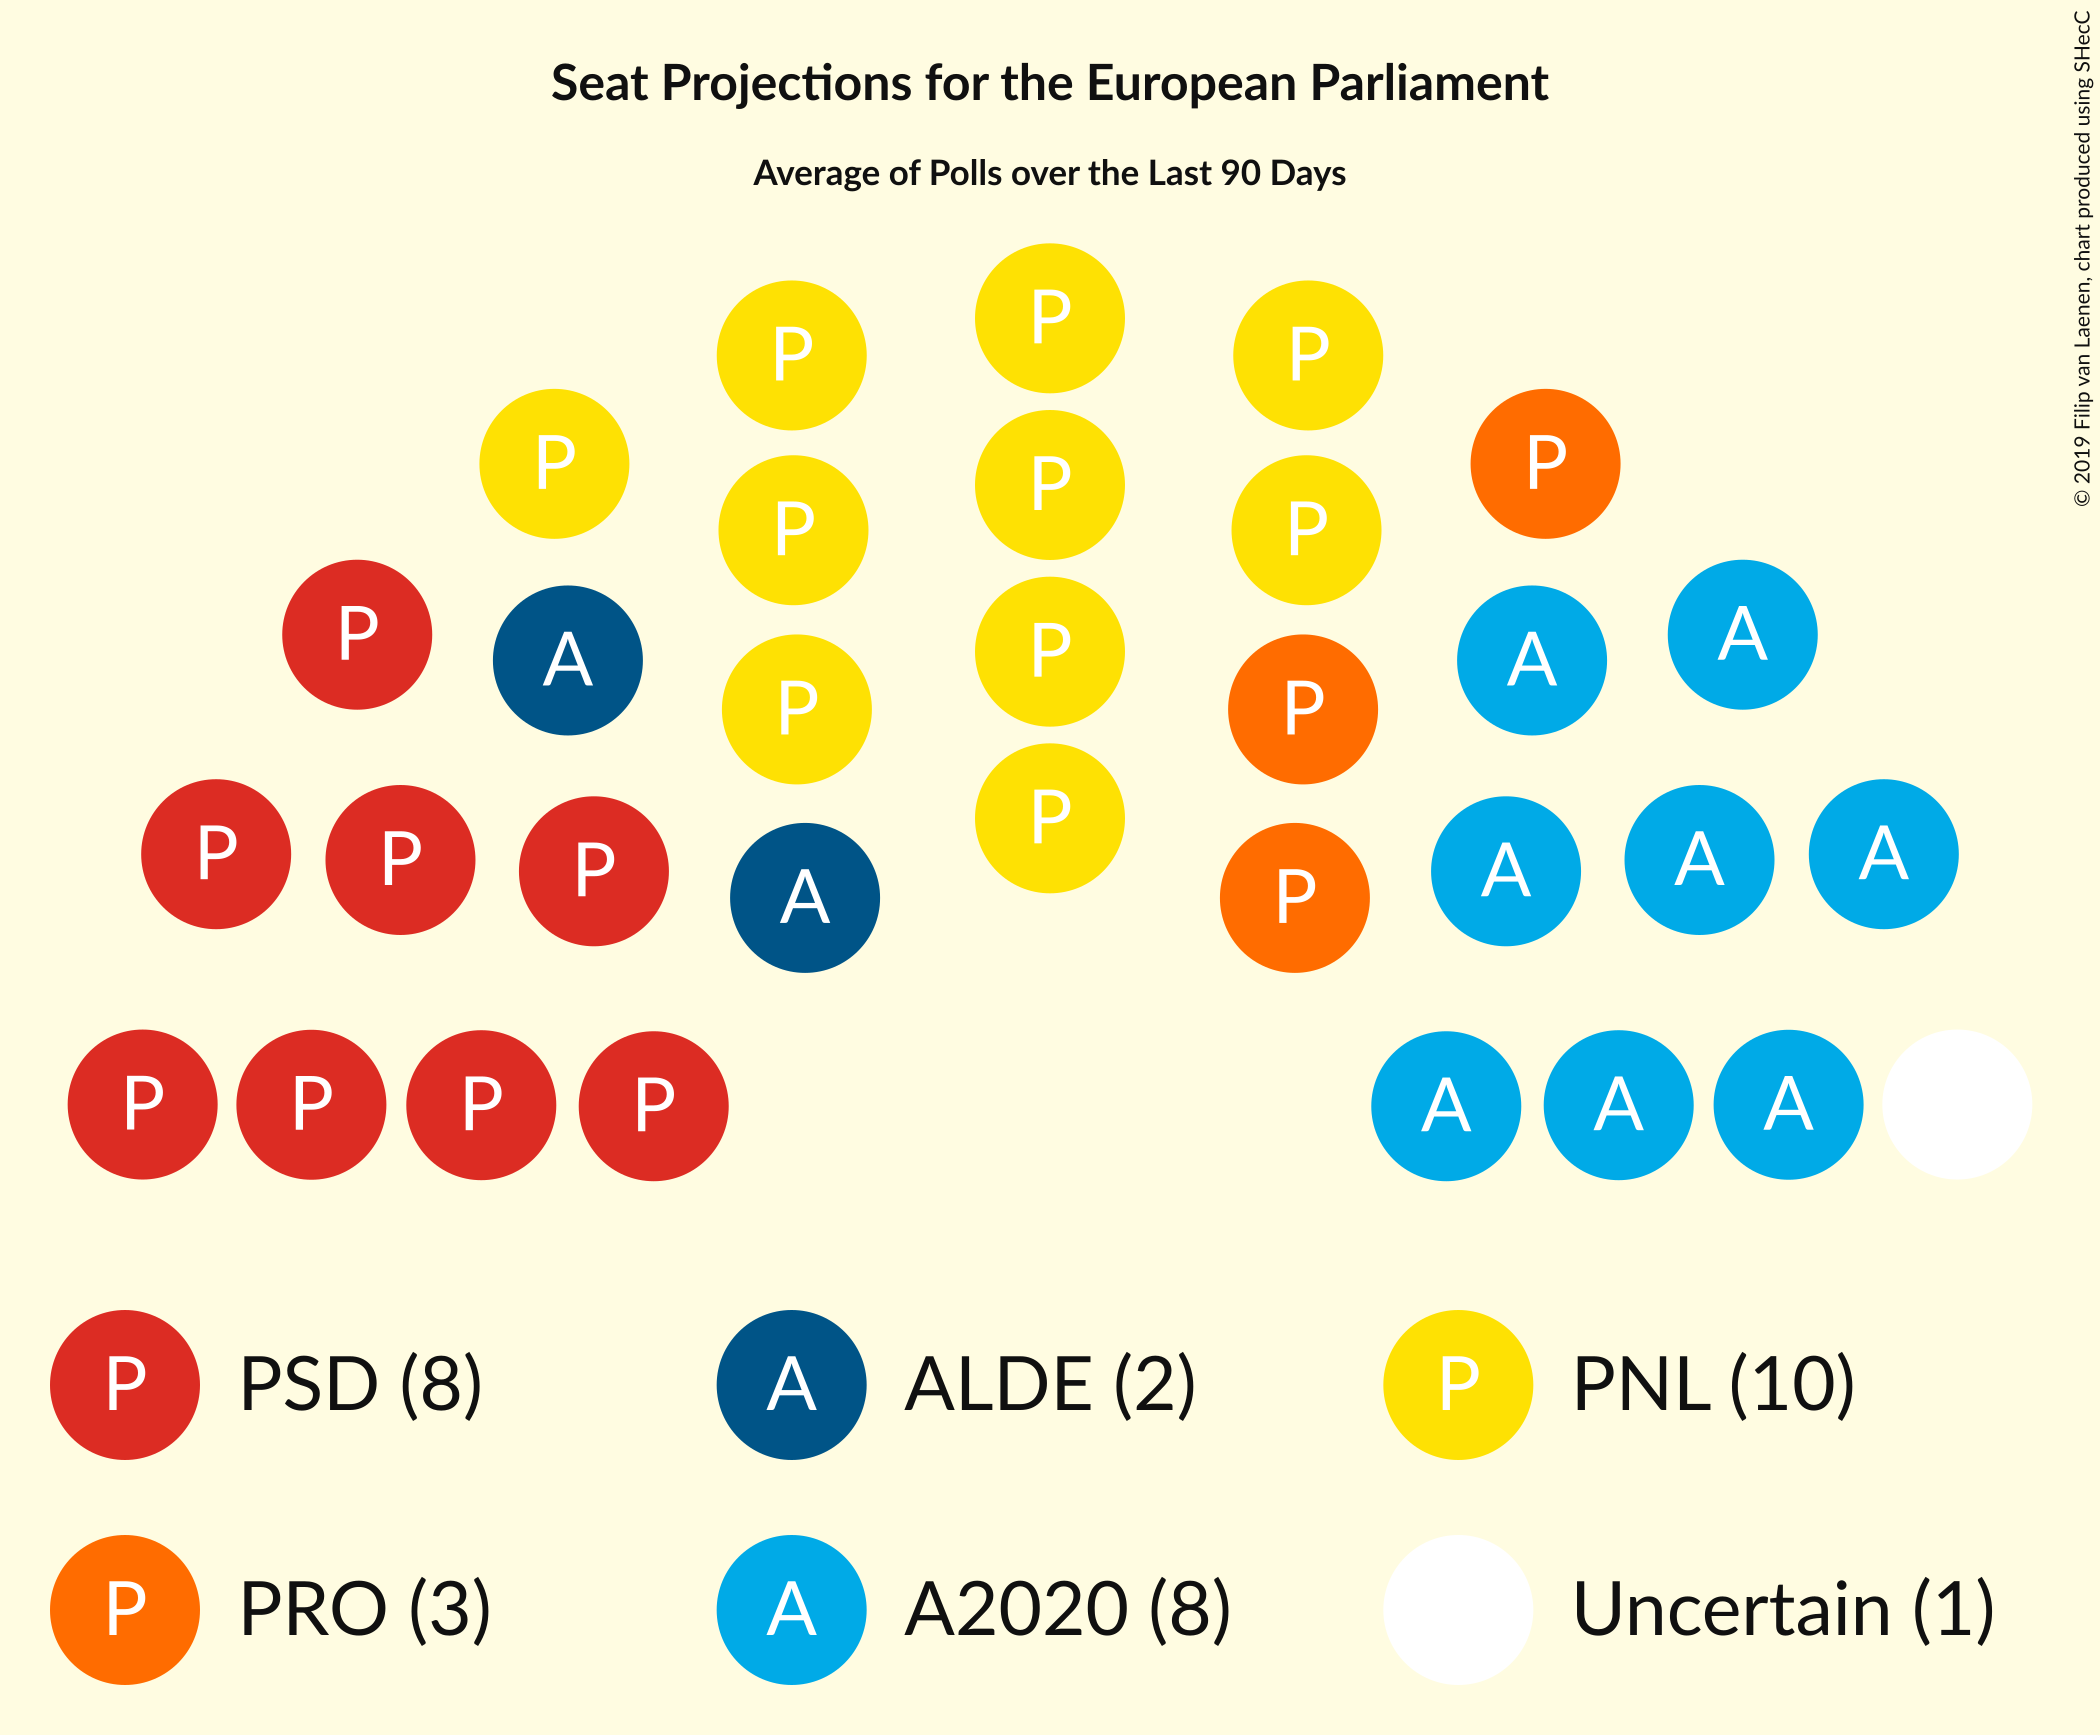 Seat Projections for the European Parliament
Average of Polls over the Last 90 Days
© 2019 Filip van Laenen, chart produced using SHecC
P
P P
P P
P P P
P P
P A A A
P P
P P P A A A
P
A P
P P P P A A A
P PSD (8) A ALDE (2) P PNL (10)
P PRO (3) A A2020 (8) Uncertain (1)